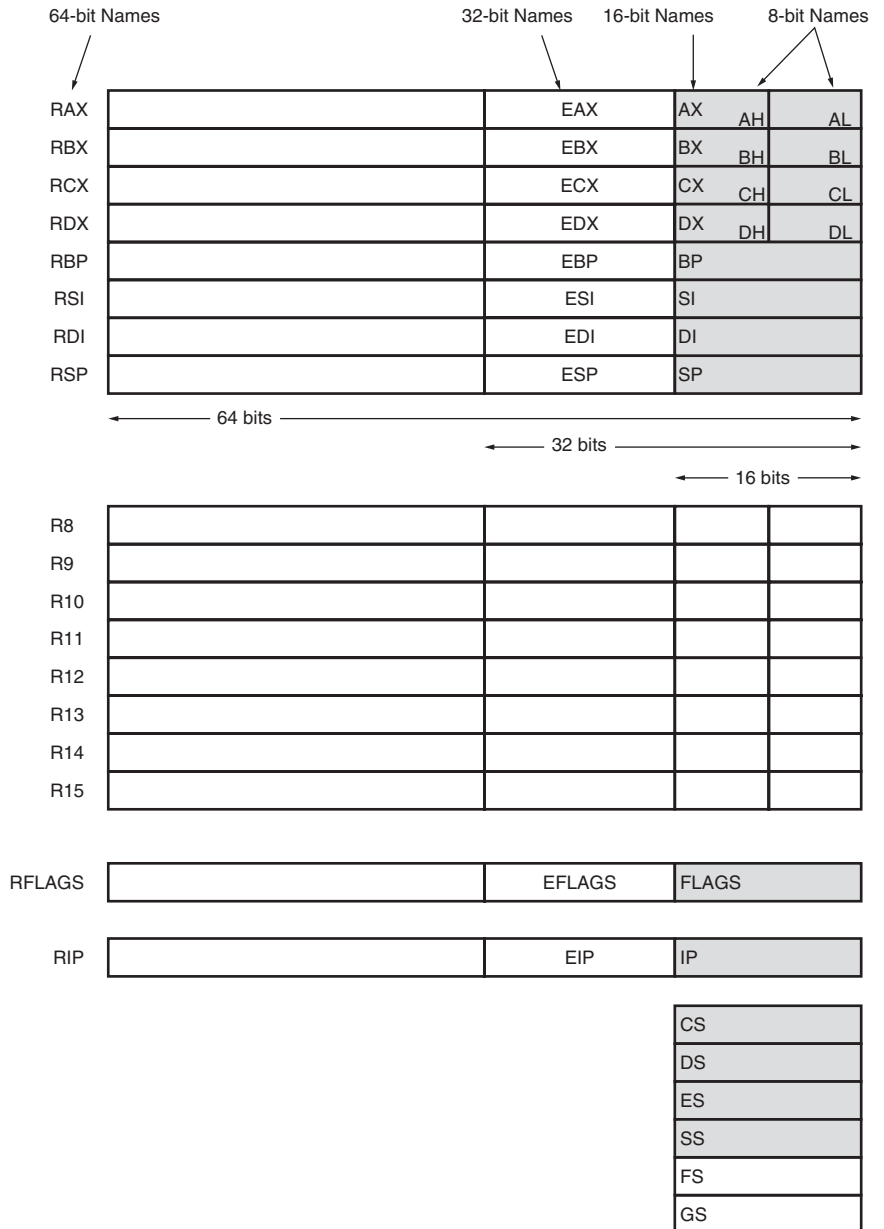 64-bit Names 32-bit Names 16-bit Names 8-bit Names
RAX EAX AX AH AL
RBX EBX BX BH BL
RCX ECX CX CH CL
RDX EDX DX DH DL
RBP EBP BP
RSI ESI SI
RDI EDI DI
RSP ESP SP
64 bits
32 bits
16 bits
R8
R9
R10
R11
R12
R13
R14
R15
RFLAGS EFLAGS FLAGS
RIP EIP IP
CS
DS
ES
SS
FS
GS